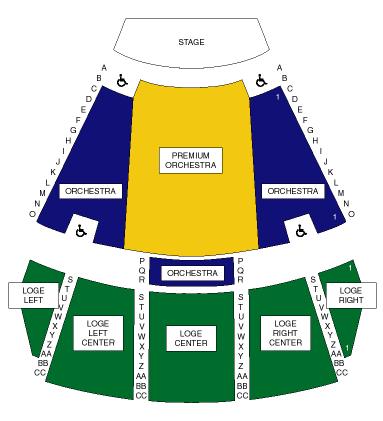 STAGE
A
B
C
D
E
F
G
H
I
J
K
L
M
N
O
A
B
C
D
E
F
G
H
I
J
K
L
M
N
O
1
1
PREMIUM
ORCHESTRA
ORCHESTRA
ORCHESTRA
P
Q
R
ORCHESTRA
P
Q
R
LOGE
LEFT
S
T
U
V
W
X
Y
Z
AA
BB
CC
LOGE
LEFT
CENTER
S
T
U
V
W
X
Y
Z
AA
BB
CC
LOGE
CENTER
S
T
U
V
W
X
Y
Z
AA
BB
CC
LOGE
RIGHT
CENTER
S
T
U
V
W
X
Y
Z
AA
BB
CC
1
LOGE
RIGHT
1